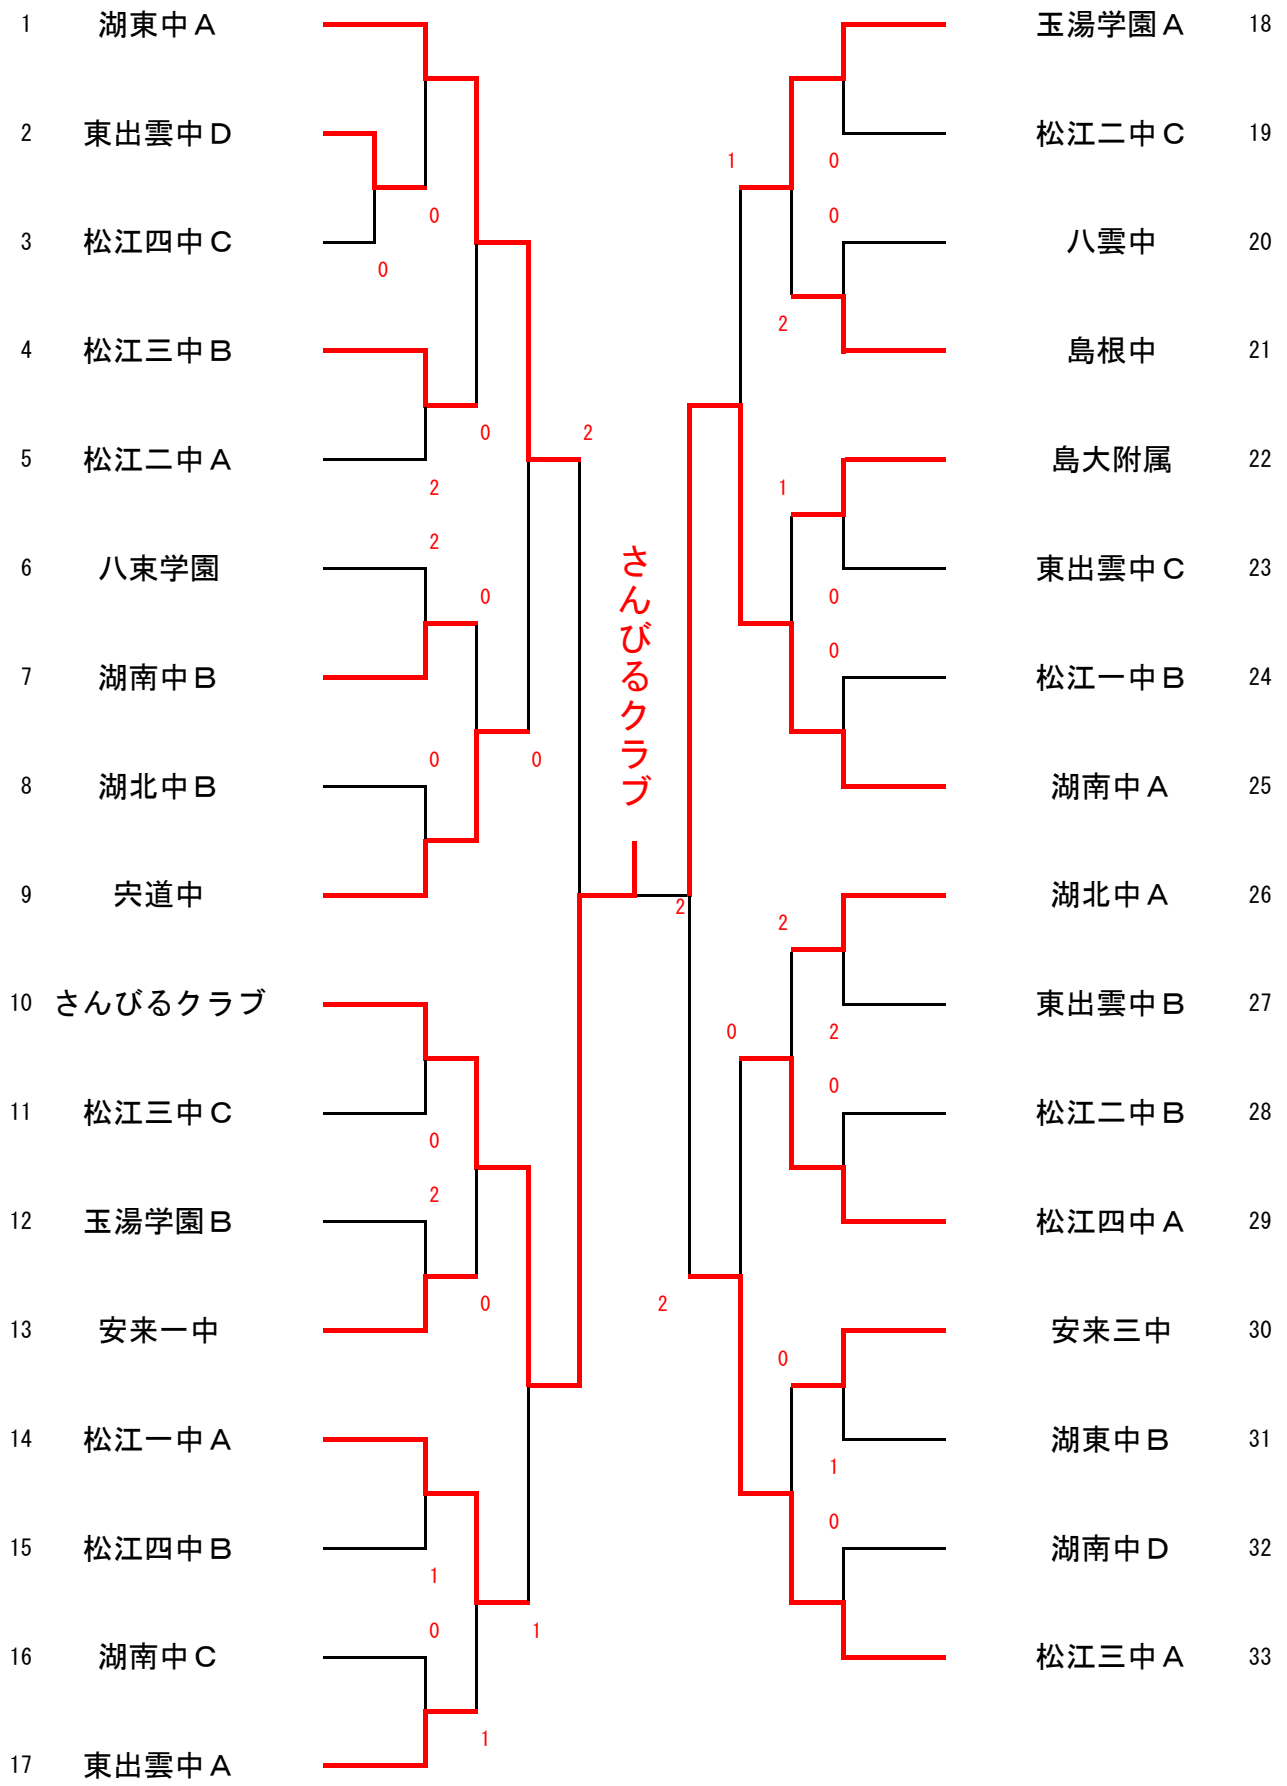 1 湖東中A
2 東出雲中D
0
3 松江四中C
0
4 松江三中B
0
2
5 松江二中A
2
2
6 八束学園
0
7 湖南中B
0
0
8 湖北中B
9 宍道中
10 さんびるクラブ
11 松江三中C
0
2
12 玉湯学園B
0
13 安来一中
14 松江一中A
15 松江四中B
1
0
1
16 湖南中C
1
17 東出雲中A
さんびるクラブ
2
玉湯学園A 18
松江二中C 19
1
0
0
八雲中 20
2
島根中 21
島大附属 22
1
東出雲中C 23
0
0
松江一中B 24
湖南中A 25
湖北中A 26
2
東出雲中B 27
0
2
0
松江二中B 28
松江四中A 29
2
安来三中 30
0
湖東中B 31
1
0
湖南中D 32
松江三中A 33